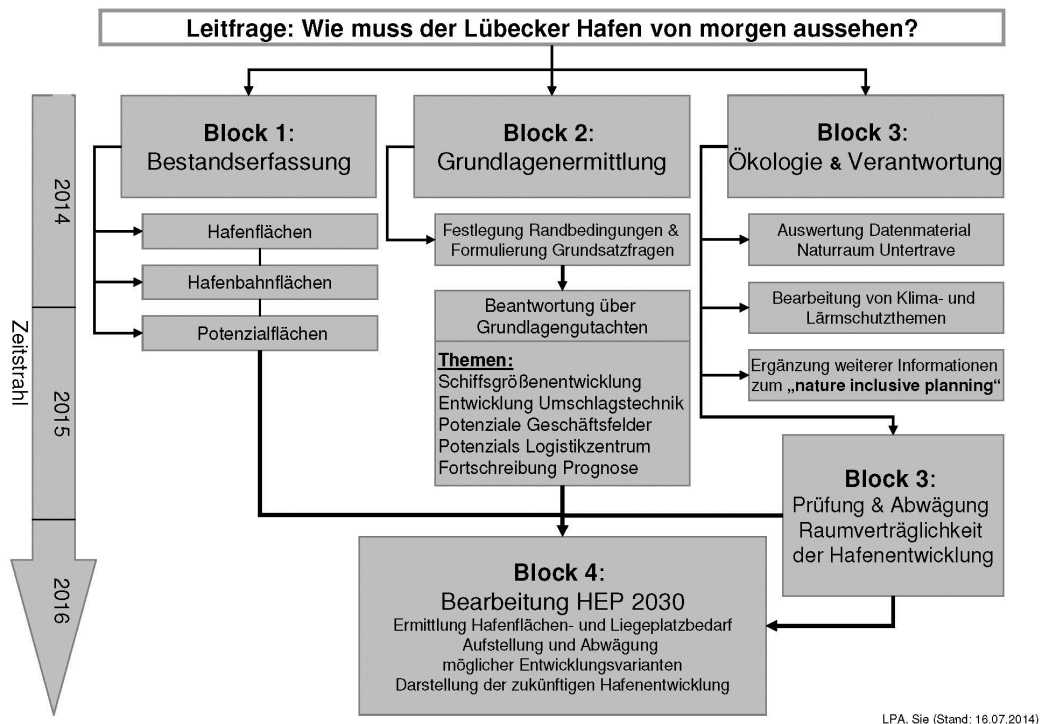 Leitfrage: Wie muss der Lübecker Hafen von morgen aussehen?
Zeitstrahl
2014
2015
2016
Block 1:
Bestandserfassung
Hafenflächen
Hafenbahnflächen
Potenzialflächen
Block 2:
Grundlagenermittlung
Festlegung Randbedingungen &
Formulierung Grundsatzfragen
Beantwortung über
Grundlagengutachten
Themen:
Schiffsgrößenentwicklung
Entwicklung Umschlagstechnik
Potenziale Geschäftsfelder
Potenzials Logistikzentrum
Fortschreibung Prognose
Block 3:
Ökologie & Verantwortung
Auswertung Datenmaterial
Naturraum Untertrave
Bearbeitung von Klima- und
Lärmschutzthemen
Ergänzung weiterer Informationen
zum „nature inclusive planning“
Block 3:
Prüfung & Abwägung
Raumverträglichkeit
der Hafenentwicklung
Block 4:
Bearbeitung HEP 2030
Ermittlung Hafenflächen- und Liegeplatzbedarf
Aufstellung und Abwägung
möglicher Entwicklungsvarianten
Darstellung der zukünftigen Hafenentwicklung
LPA, Sie (Stand: 16.07.2014)